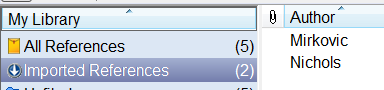 My Library
All References (5)
Imported References (2)
Author
Mirkovic
Nichols